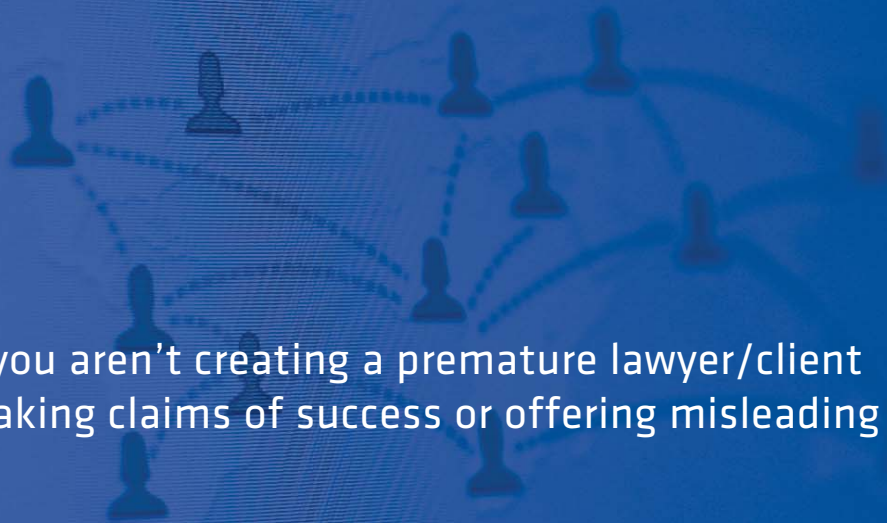 you aren’t creating a premature lawyer/client
aking claims of success or offering misleading